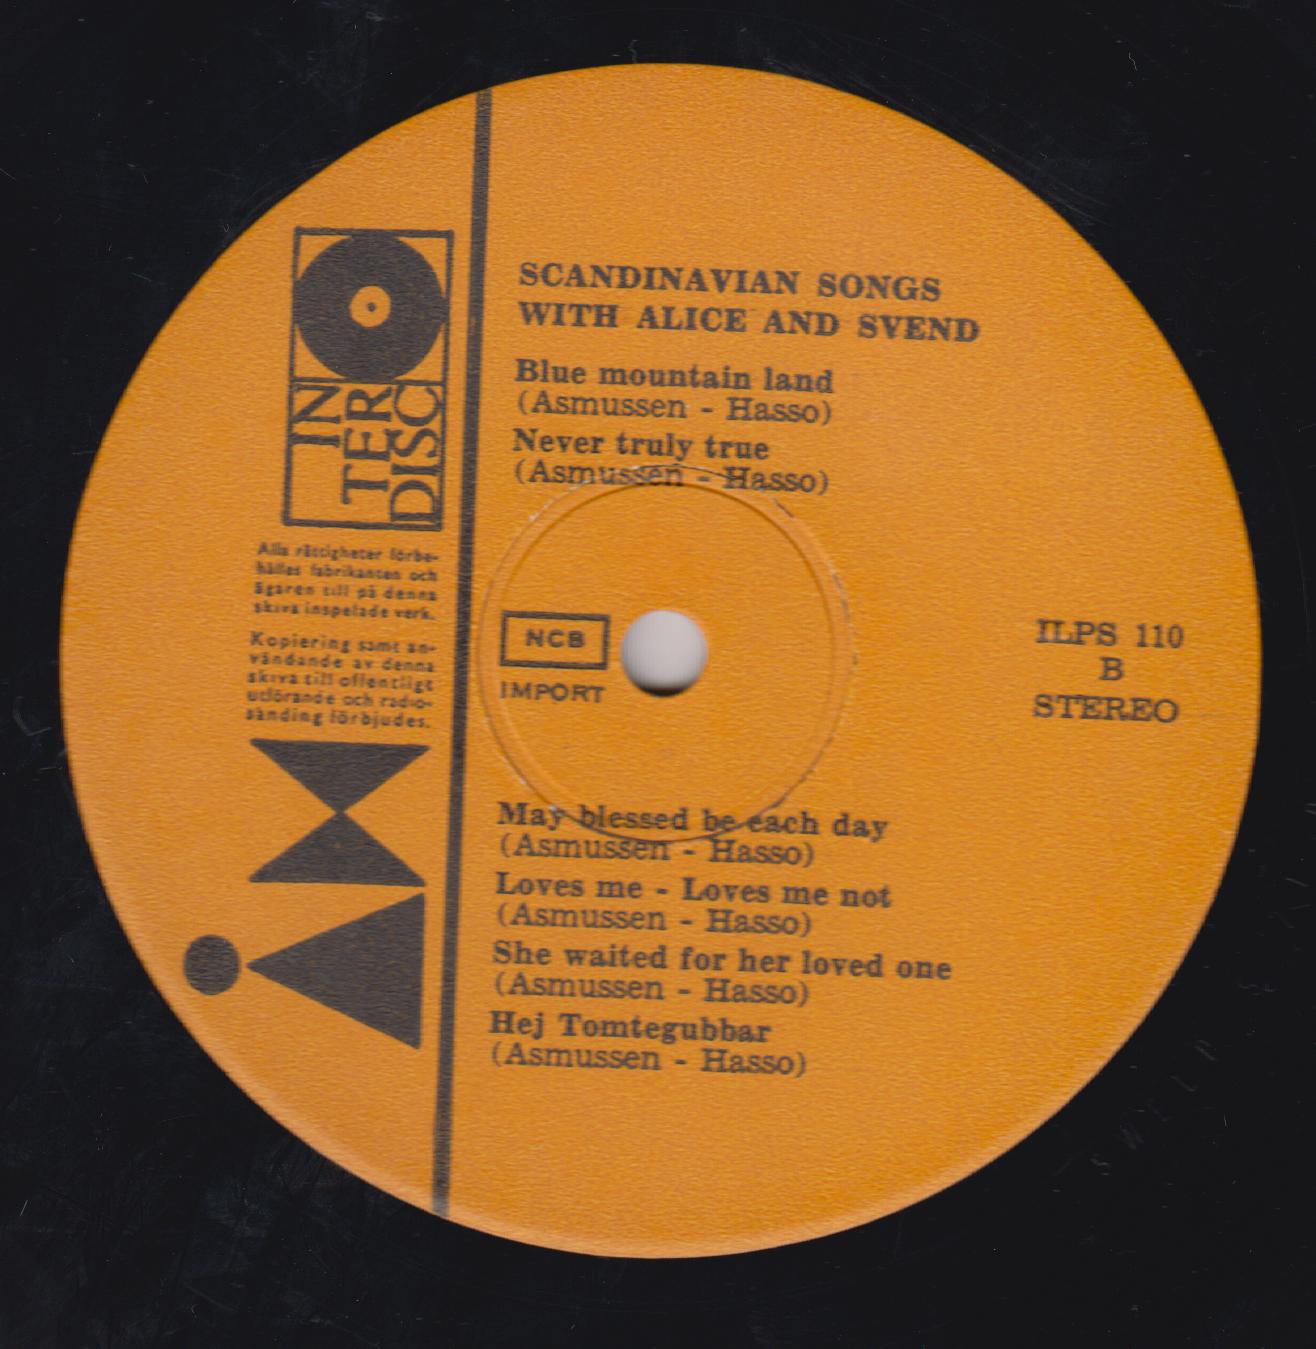 SCANDINAVIAN SONGS
WITH ALICE AND SVEND
Blue mountain land
(Asmussen - Hasso)
Never truly true
(Asmussen - Hasso)
IN
TER
DISC
Alla rättigheter förbe-
hålles fabrikanten och
ägaren till på denna
skiva inspelade verk.
Kopiering samt an-
vändande av denna
skiva till offentligt
utförande och radio-
sänding förbjudes.
NCB
IMPORT
ILPS 110
B
STEREO
May blessed be each day
(Asmussen - Hasso)
Loves me - Loves me not
(Asmussen - Hasso)
She waited for her loved one
(Asmussen - Hasso)
Hej Tomtegubbar
(Asmussen - Hasso)